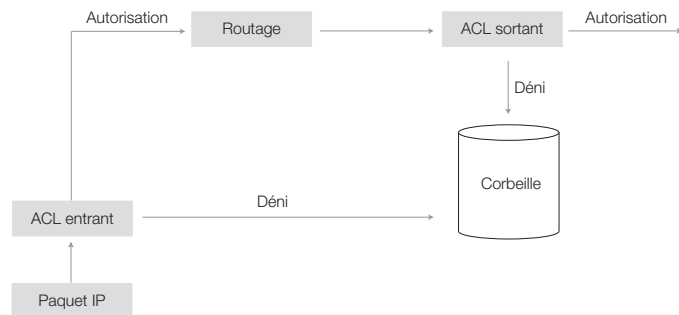 Autorisation
Routage
ACL sortant
Autorisation
Déni
Corbeille
Déni
ACL entrant
Paquet IP